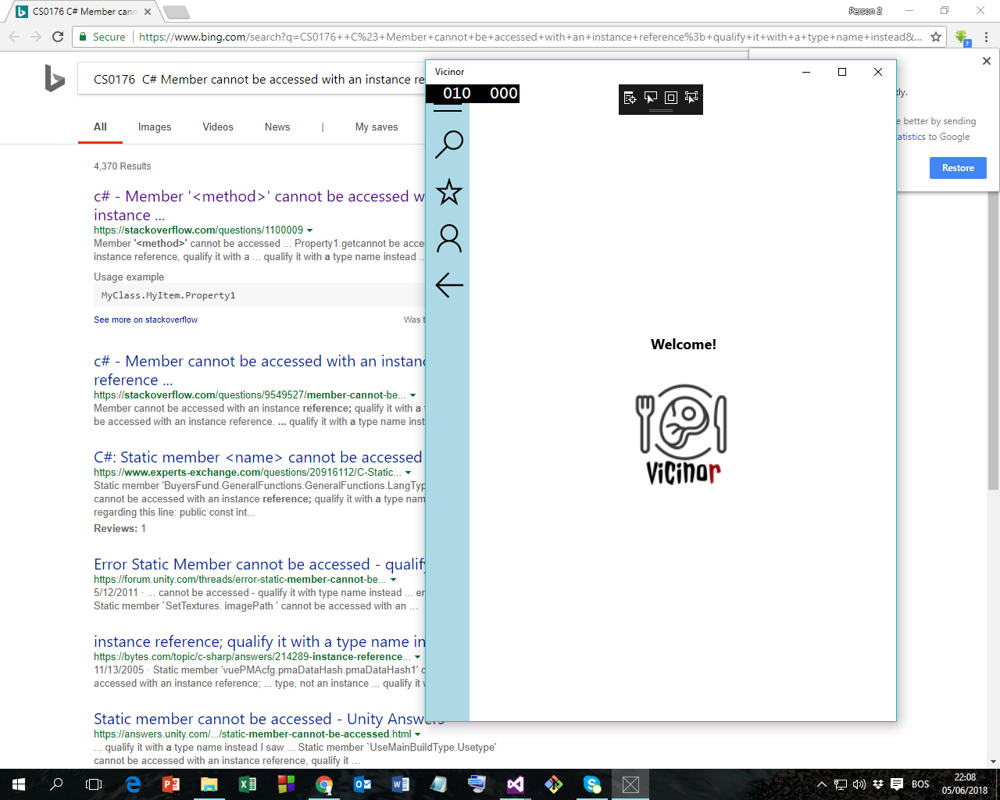 CS0176 C# Member cann
Person 2
Secure
https://www.bing.com/search?q=CS0176++C%23+Member+cannot+be+accessed+with+an+instance+reference%3b+qualify+it+with+a+type+name+instead&...
CS0176  C# Member cannot be accessed with an instance re
All
Images
Videos
News
|
My saves
4,370 Results
c# - Member '<method>' cannot be accessed w
instance ...
https://stackoverflow.com/questions/1100009
Member '<method>' cannot be accessed ... Property1.getcannot be acce
instance reference, qualify it with a ... qualify it with a type name instead ..
Usage example
MyClass.MyItem.Property1
See more on stackoverflow
Was t
c# - Member cannot be accessed with an instanc
reference ...
https://stackoverflow.com/questions/9549527/member-cannot-be...
Member cannot be accessed with an instance reference; qualify it with a t
be accessed with an instance reference. ... qualify it with a type name inst
C#: Static member <name> cannot be accessed
https://www.experts-exchange.com/questions/20916112/C-Static...
Static member 'BuyersFund.GeneralFunctions.GeneralFunctions.LangTyp
cannot be accessed with an instance reference; qualify it with a type nam
regarding this line: public const int...
Reviews: 1
Error Static Member cannot be accessed - qualify
https://forum.unity.com/threads/error-static-member-cannot-be...
5/12/2011 · ... cannot be accessed - qualify it with type name instead ... er
Static member `SetTextures. imagePath ' cannot be accessed with an ...
instance reference; qualify it with a type name in
https://bytes.com/topic/c-sharp/answers/214289-instance-reference...
11/13/2005 · Static member 'vuePMAcfg.pmaDataHash.pmaDataHash1' c
accessed with an instance reference; ... type, not an instance ... qualify it w
Static member cannot be accessed - Unity Answers
https://answers.unity.com/.../static-member-cannot-be-accessed.html
... qualify it with a type name instead I saw ... Static member `UseMainBuildType.Usetype'
cannot be accessed with an instance reference, qualify it ...
Vicinor
010 000
Welcome!
Vicinor
tly.
e better by sending
tatistics to Google
Restore
BOS
22:08
05/06/2018